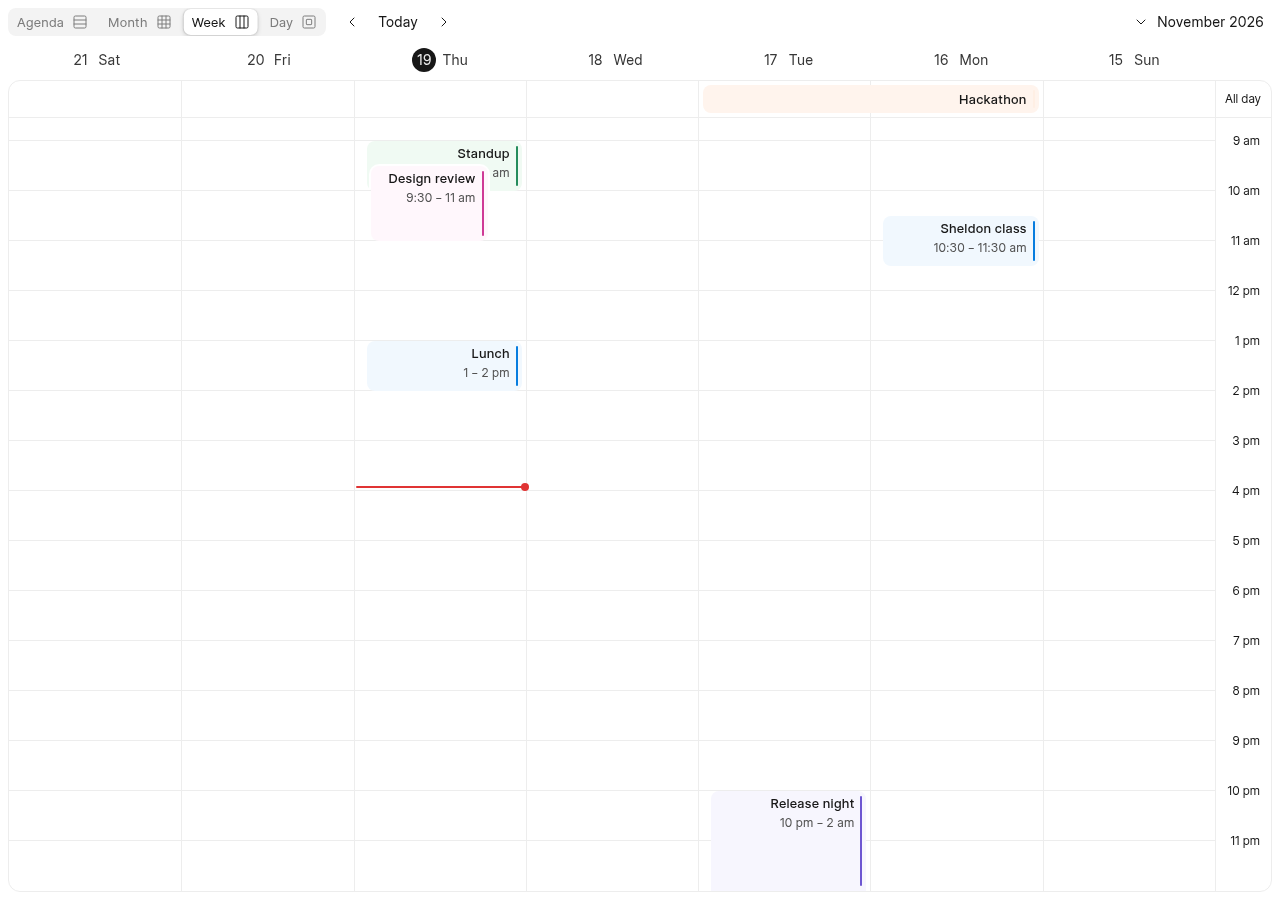 Agenda
Month
Week
Day
Today
November 2026
21 Sat
20 Fri
19 Thu
18 Wed
17 Tue
16 Mon
15 Sun
All day
Hackathon
9 am
10 am
11 am
12 pm
1 pm
2 pm
3 pm
4 pm
5 pm
6 pm
7 pm
8 pm
9 pm
10 pm
11 pm
Standup
am
Design review
9:30 – 11 am
Lunch
1 – 2 pm
Release night
10 pm – 2 am
Sheldon class
10:30 – 11:30 am